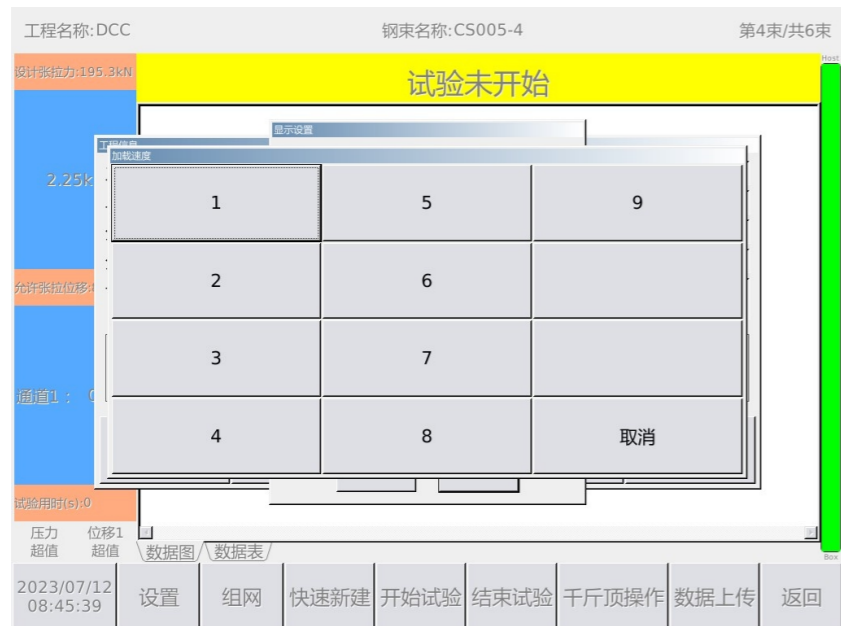 工程名称:DCC 钢束名称:CS005-4 第4束/共6束
设计张拉力:195.3kN
试验未开始
Host
显示设置
工程信息
加载速度
2.25k
1 5 9
2 6
允许张拉位移:
3 7
通道1:
4 8 取消
试验用时(s):0
压力 位移1
超值 超值
数据图 数据表
Box
2023/07/12
08:45:39
设置 组网 快速新建 开始试验 结束试验 千斤顶操作 数据上传 返回